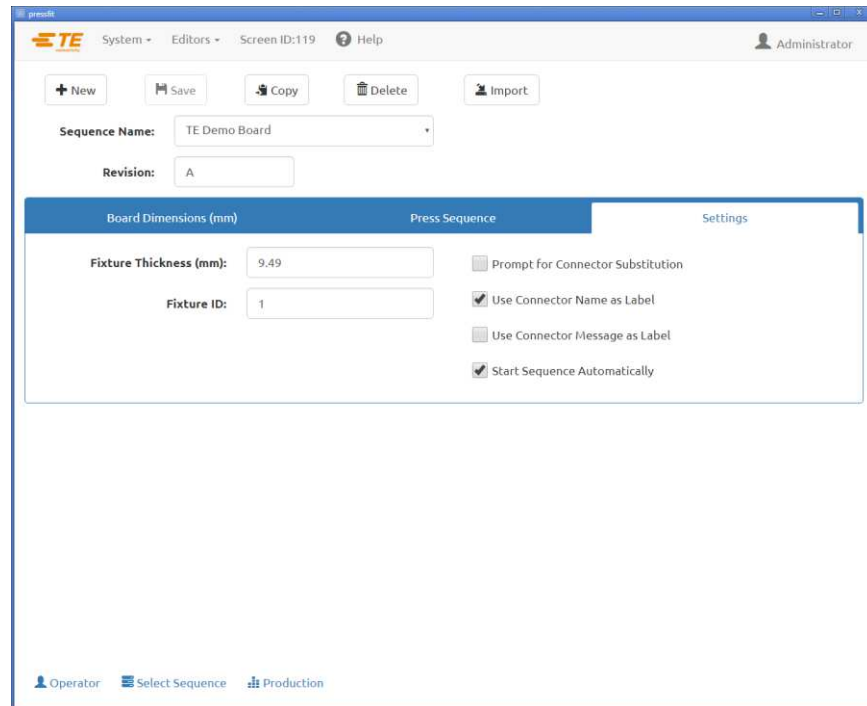 pressfit
TE System Editors Screen ID:119 Help Administrator
connectivity
New Save Copy Delete Import
Sequence Name: TE Demo Board
Revision: A
Board Dimensions (mm) Press Sequence Settings
Fixture Thickness (mm): 9.49 Prompt for Connector Substitution
Fixture ID: 1 Use Connector Name as Label
Use Connector Message as Label
Start Sequence Automatically
Operator Select Sequence Production